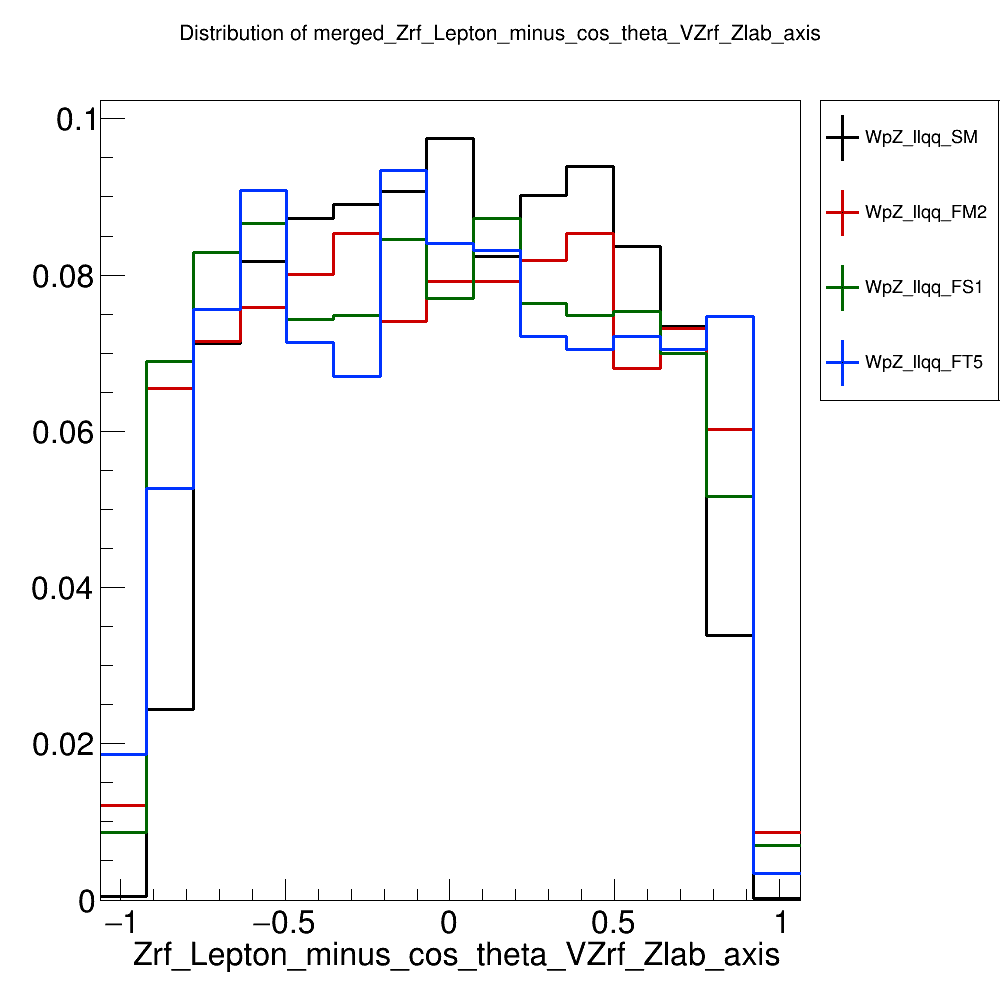 Distribution of merged_Zrf_Lepton_minus_cos_theta_VZrf_Zlab_axis
0.1
0.08
0.06
0.04
0.02
0
−1 −0.5 0 0.5 1
Zrf_Lepton_minus_cos_theta_VZrf_Zlab_axis
WpZ_llqq_SM
WpZ_llqq_FM2
WpZ_llqq_FS1
WpZ_llqq_FT5